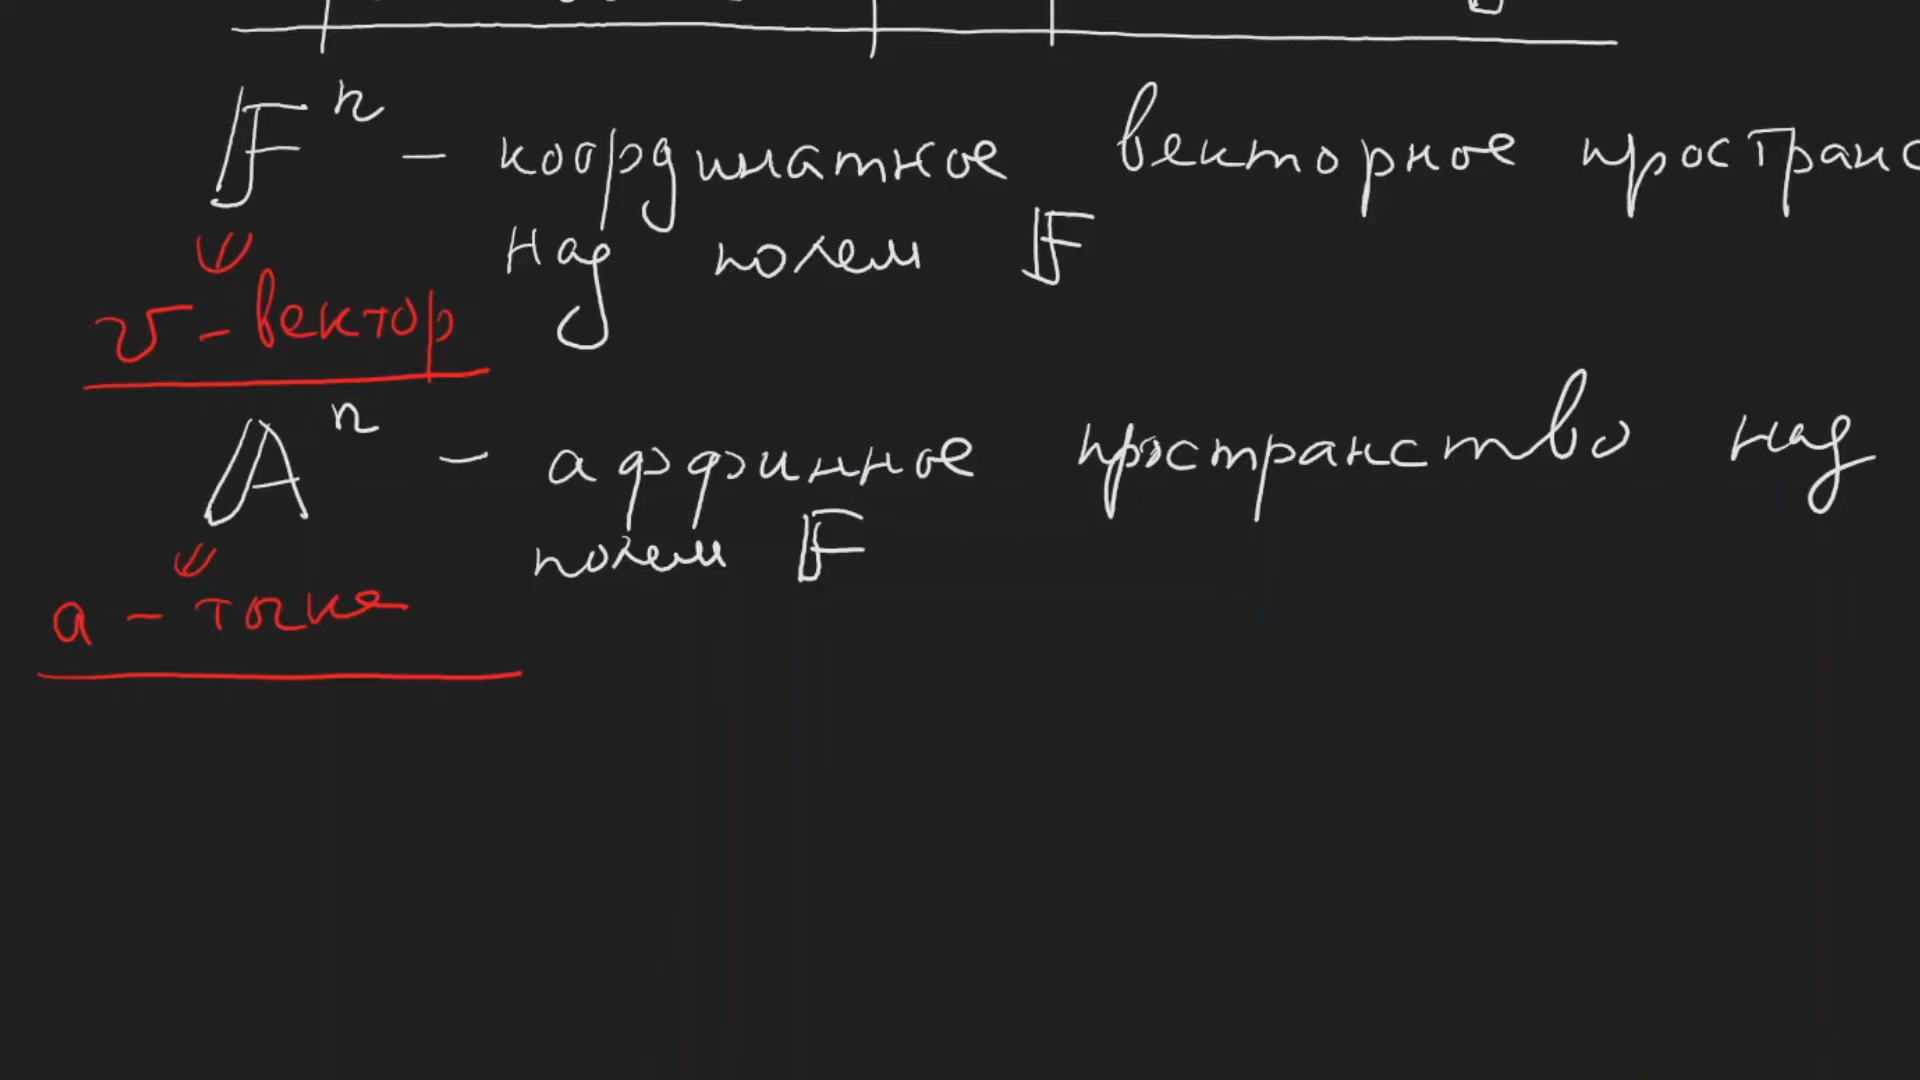 𝔽ⁿ – координатное векторное пространс
над полем 𝔽
v – вектор
𝔸ⁿ – аффинное пространство над
полем 𝔽
a – точка